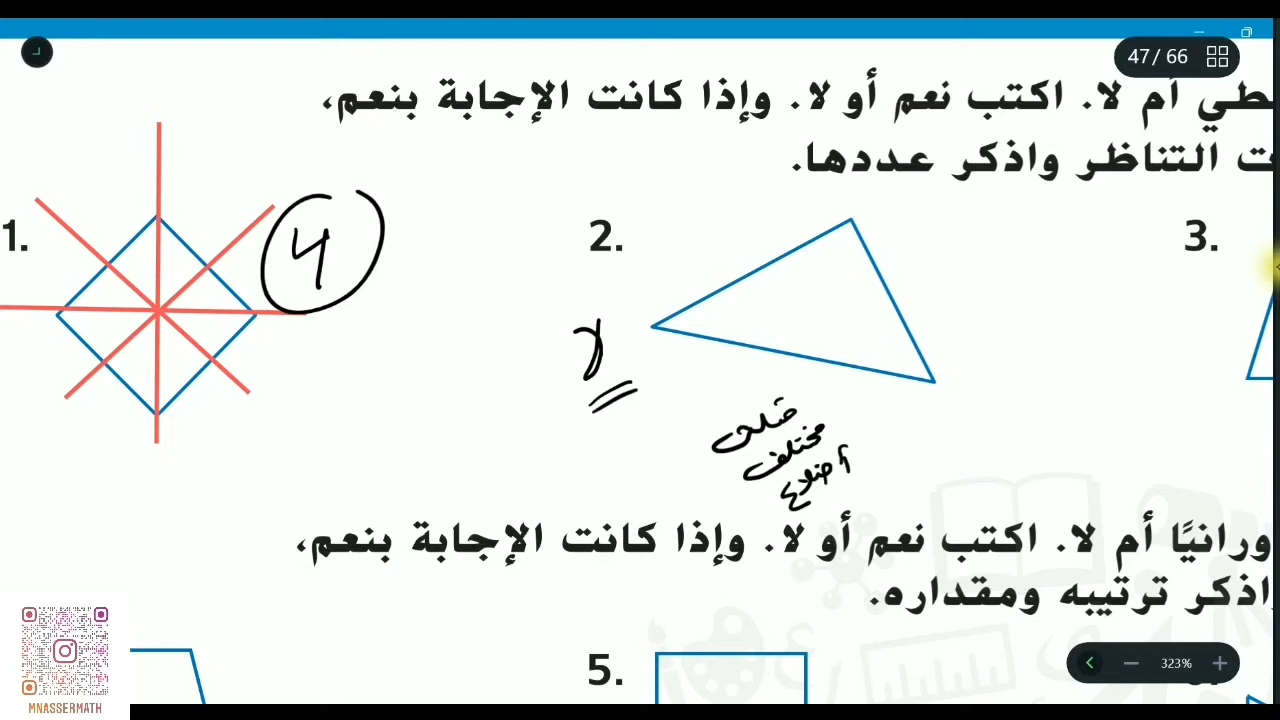 47/ 66
طي أم لا. اكتب نعم أو لا. وإذا كانت الإجابة بنعم،
ت التناظر واذكر عددها.
1.
4
2.
3.
لا
مختلف
أضلاع
ورانيًا أم لا. اكتب نعم أو لا. وإذا كانت الإجابة بنعم،
اذكر ترتيبه ومقداره.
5.
323%
MNASSERMATH